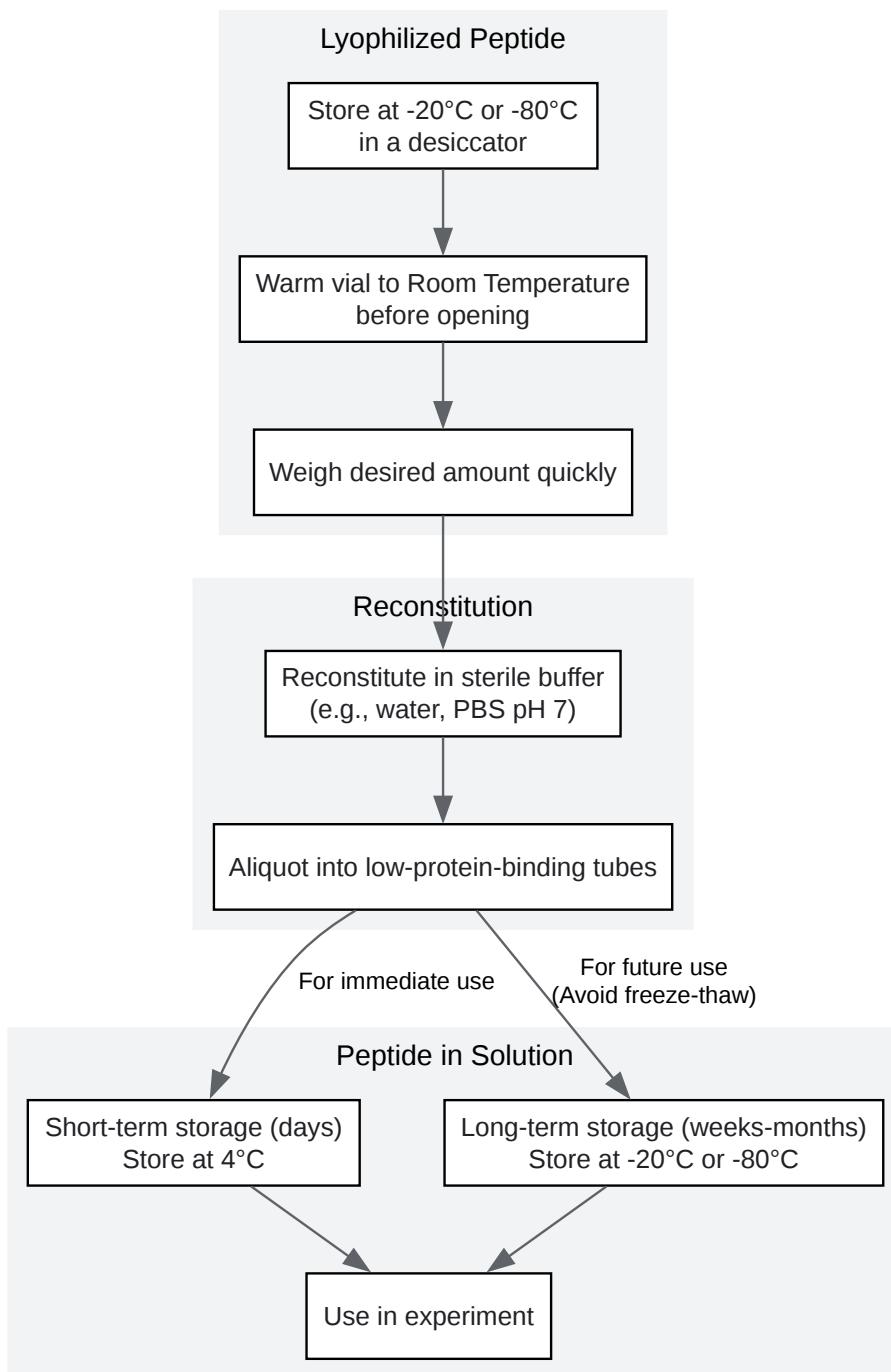 Lyophilized Peptide
Store at -20°C or -80°C
in a desiccator
Warm vial to Room Temperature
before opening
Weigh desired amount quickly
Reconstitution
Reconstitute in sterile buffer
(e.g., water, PBS pH 7)
Aliquot into low-protein-binding tubes
For immediate use
For future use
(Avoid freeze-thaw)
Peptide in Solution
Short-term storage (days)
Store at 4°C
Long-term storage (weeks-months)
Store at -20°C or -80°C
Use in experiment